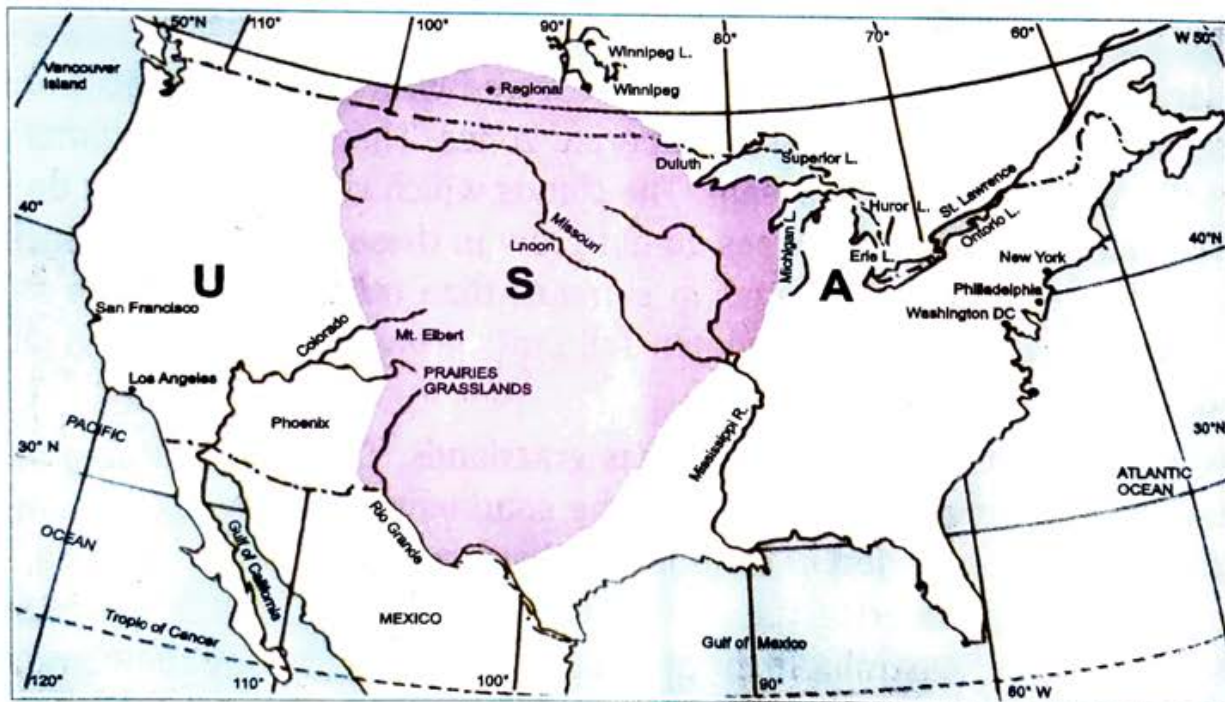 50°N
110°
100°
90°
80°
70°
60°
W 50°
Vancouver
Island
Winnipeg L.
Winnipeg
Regional
Duluth
Superior L.
St. Lawrence
Huror L.
Ontorio L.
Michigan L.
Erie L.
40°
40°N
Missouri
Lnoon
U
S
A
New York
Philadelphia
Washington DC
San Francisco
Colorado
Mt. Elbert
PRAIRIES
GRASSLANDS
Los Angeles
Phoenix
Mississippi R.
PACIFIC
OCEAN
30° N
30°N
ATLANTIC
OCEAN
Rio Grande
Gulf of California
MEXICO
Gulf of Mexico
Tropic of Cancer
120°
110°
100°
90°
80° W